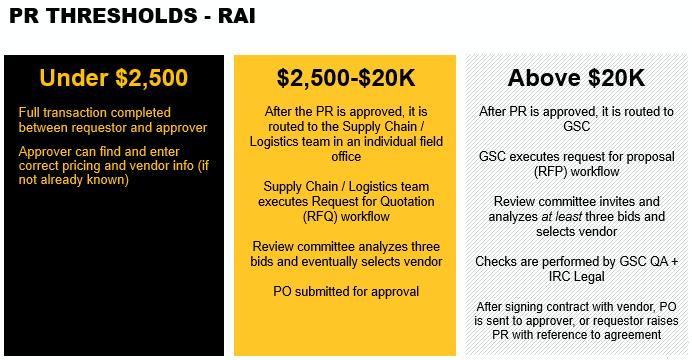 PR THRESHOLDS - RAI
Under $2,500
Full transaction completed
between requestor and approver
Approver can find and enter
correct pricing and vendor info (if
not already known)
$2,500-$20K
After the PR is approved, it is
routed to the Supply Chain /
Logistics team in an individual field
office
Supply Chain / Logistics team
executes Request for Quotation
(RFQ) workflow
Review committee analyzes three
bids and eventually selects vendor
PO submitted for approval
Above $20K
After PR is approved, it is routed to
GSC
GSC executes request for proposal
(RFP) workflow
Review committee invites and
analyzes at least three bids and
selects vendor
Checks are performed by GSC QA +
IRC Legal
After signing contract with vendor, PO
is sent to approver, or requestor raises
PR with reference to agreement